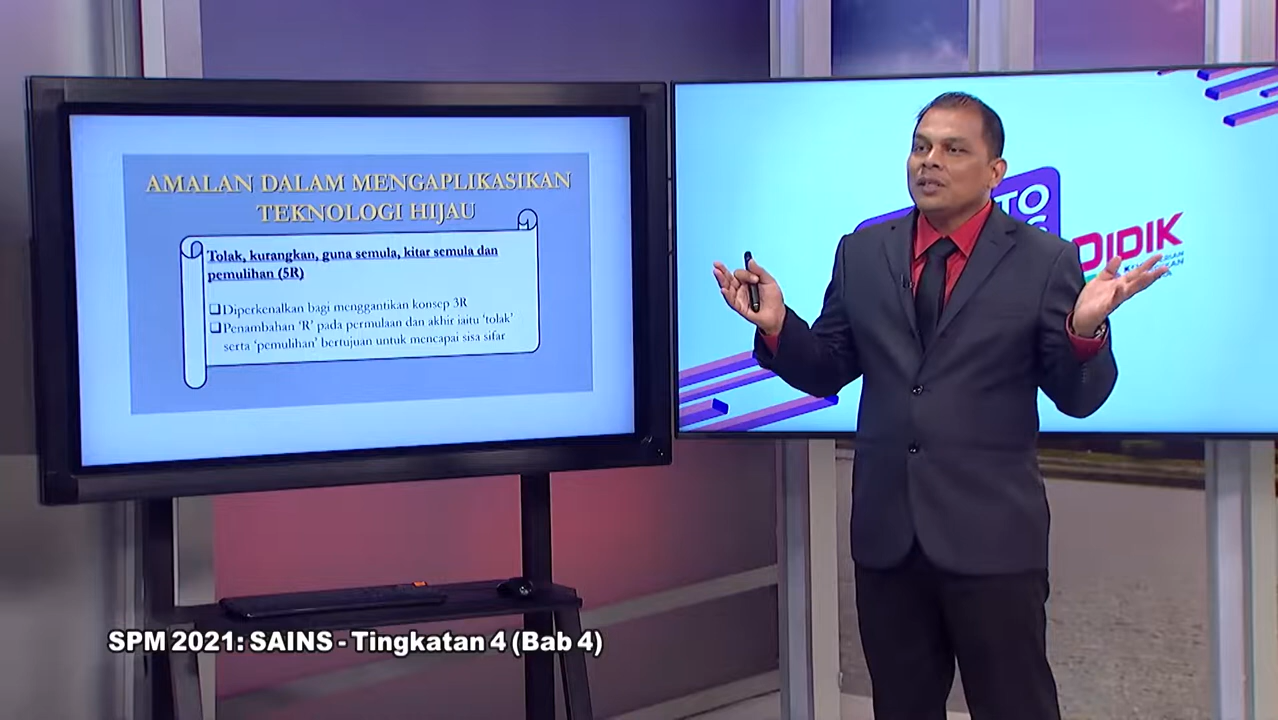 AMALAN DALAM MENGAPLIKASIKAN
TEKNOLOGI HIJAU
Tolak, kurangkan, guna semula, kitar semula dan
pemulihan (5R)
❑Diperkenalkan bagi menggantikan konsep 3R
❑Penambahan 'R' pada permulaan dan akhir iaitu 'tolak'
serta 'pemulihan' bertujuan untuk mencapai sisa sifar
TO
DIDIK
SPM 2021: SAINS - Tingkatan 4 (Bab 4)